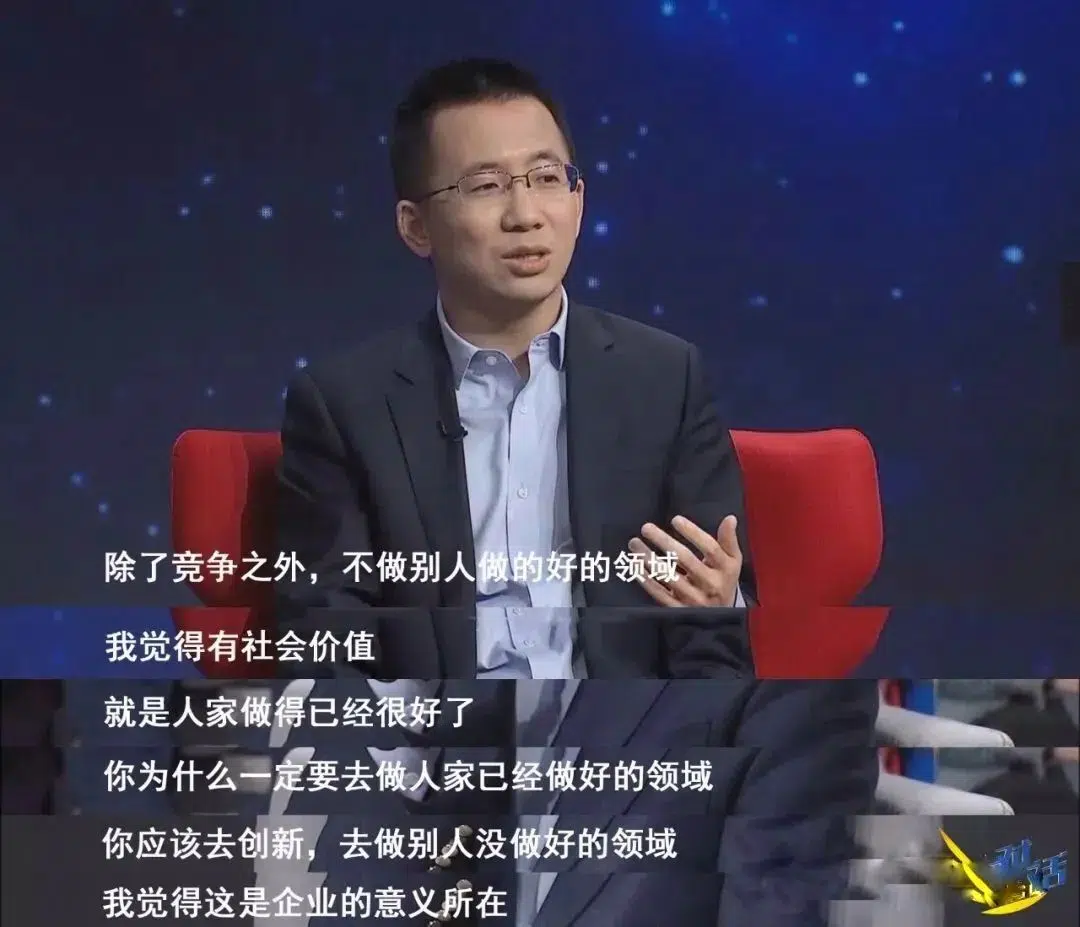 除了竞争之外，不做别人做的好的领域
我觉得有社会价值
就是人家做得已经很好了
你为什么一定要去做人家已经做好的领域
你应该去创新，去做别人没做好的领域
我觉得这是企业的意义所在
对话